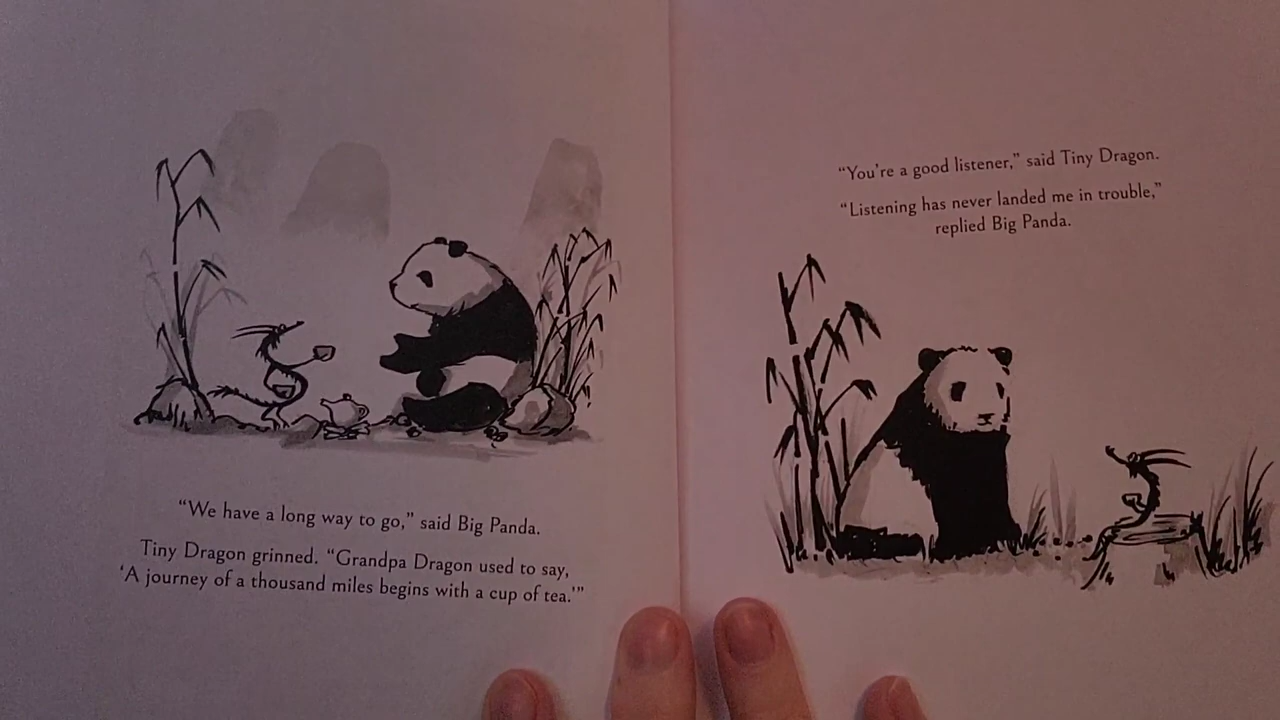 “We have a long way to go,” said Big Panda.
Tiny Dragon grinned. “Grandpa Dragon used to say,
‘A journey of a thousand miles begins with a cup of tea.’”
“You’re a good listener,” said Tiny Dragon.
“Listening has never landed me in trouble,”
replied Big Panda.